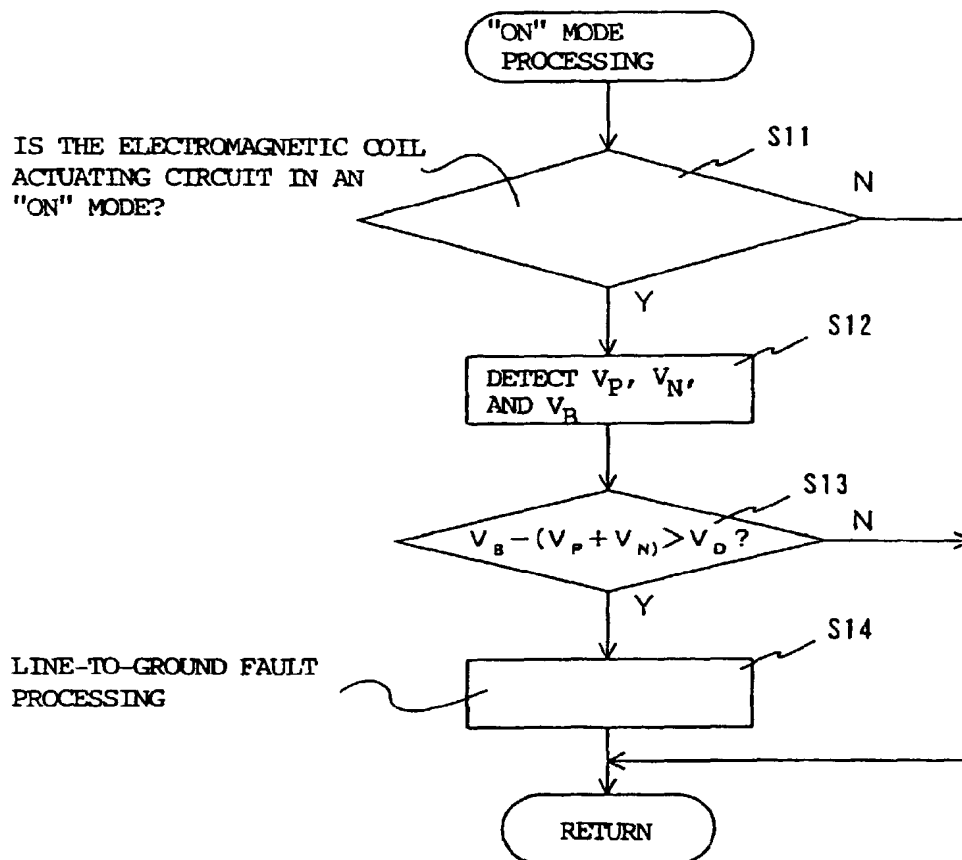 "ON" MODE
PROCESSING
IS THE ELECTROMAGNETIC COIL
ACTUATING CIRCUIT IN AN
"ON" MODE?
S11
N
Y
S12
DETECT VP, VN,
AND VB
S13
VB-(VP+VN)>VD?
N
Y
S14
LINE-TO-GROUND FAULT
PROCESSING
RETURN